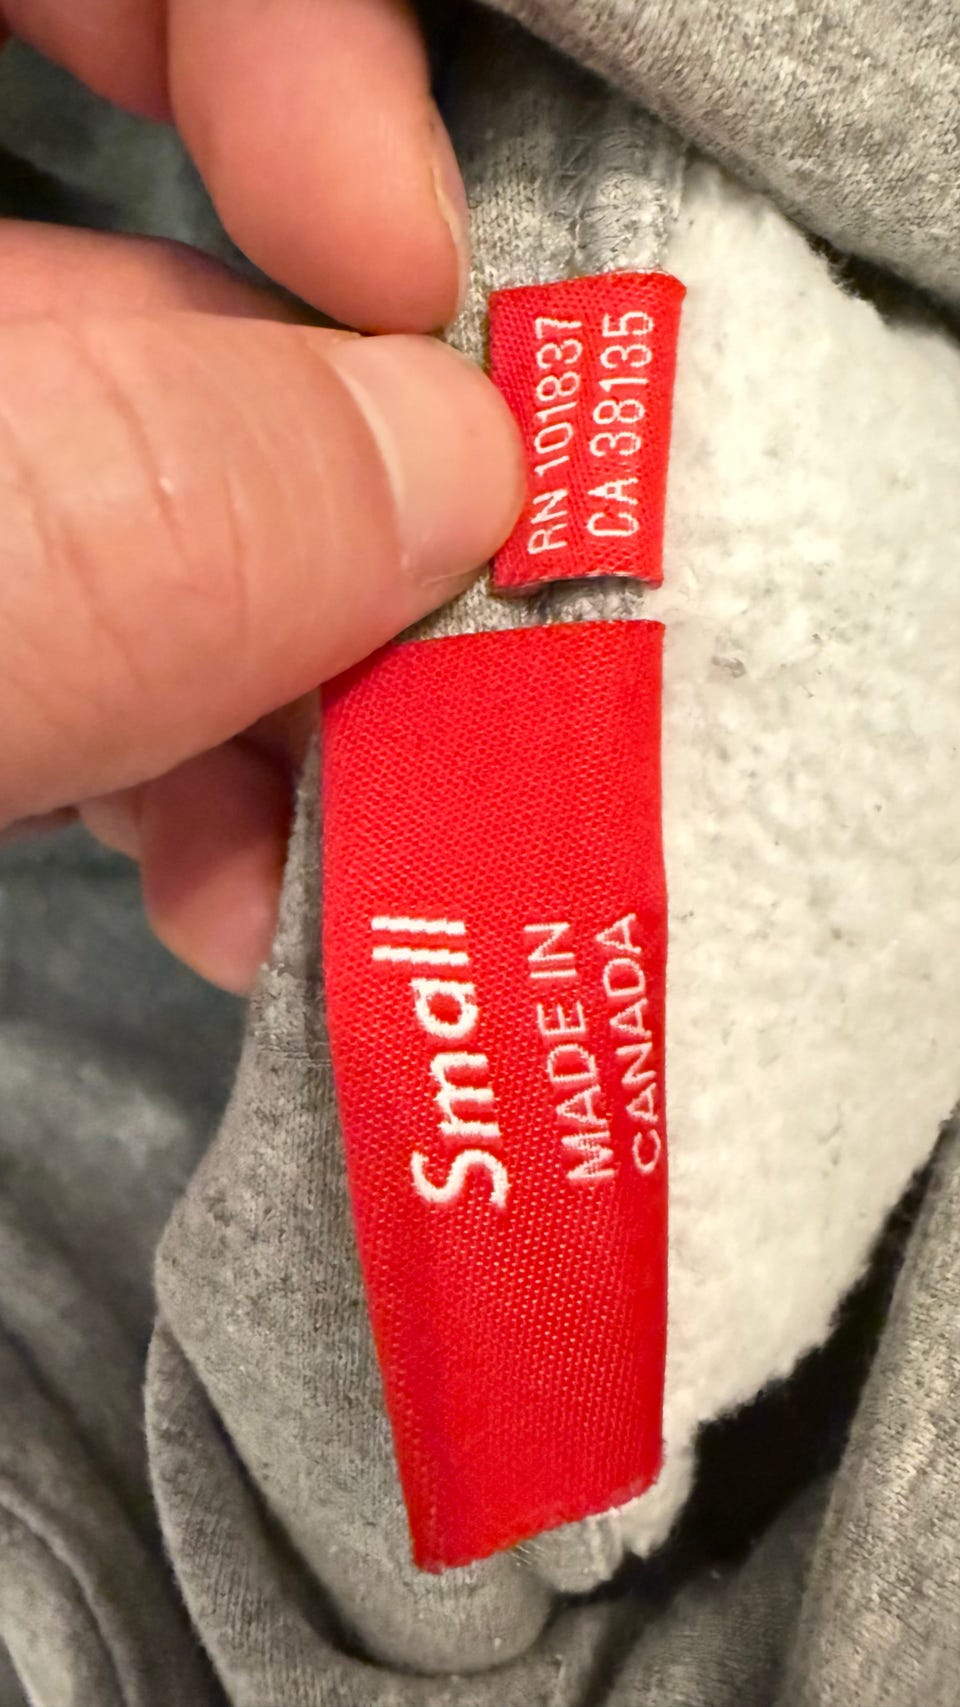 RN 101837
CA 38135
Small
MADE IN
CANADA